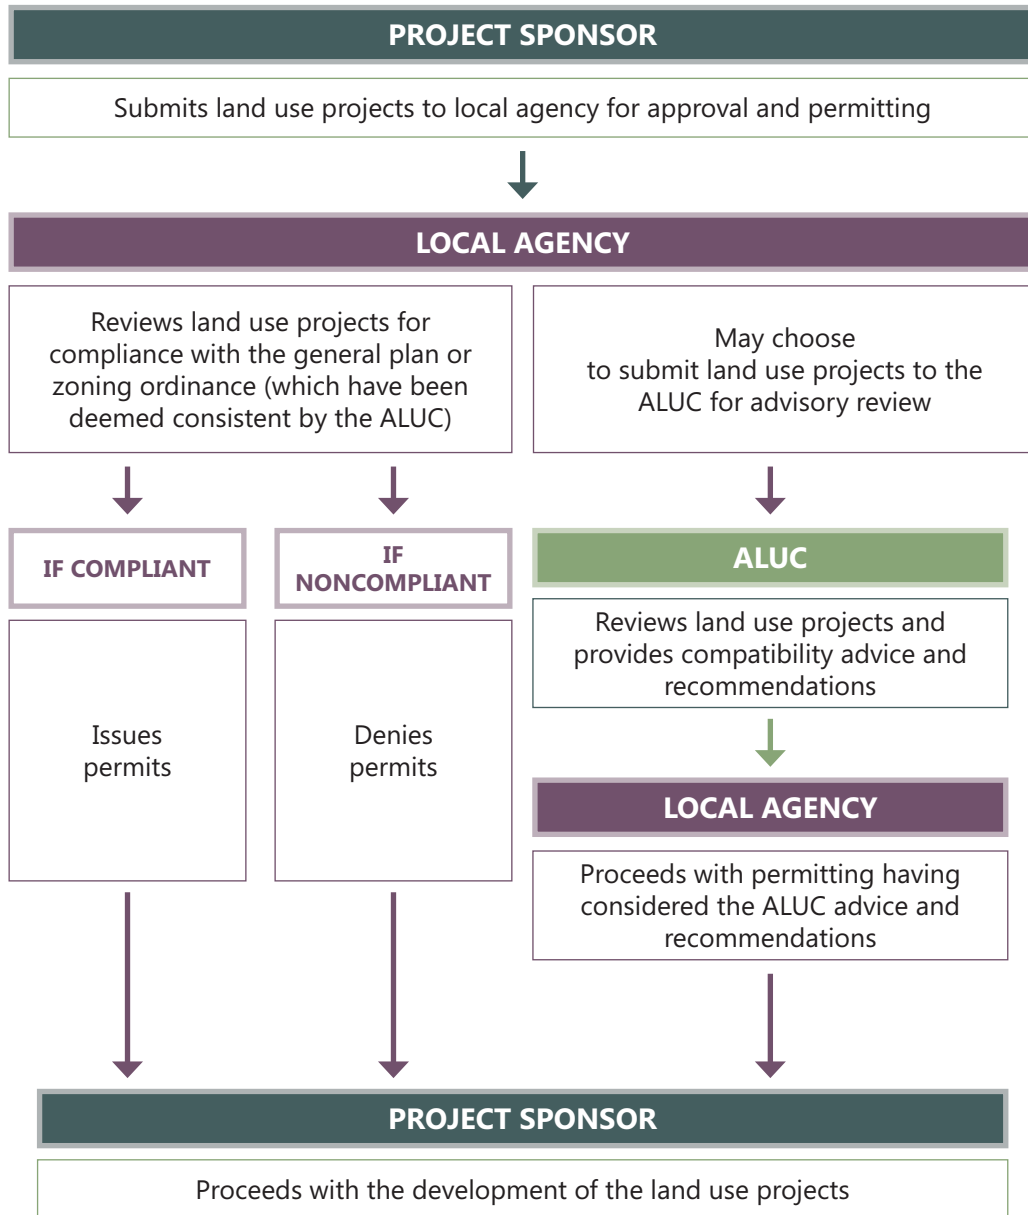 PROJECT SPONSOR
Submits land use projects to local agency for approval and permitting
LOCAL AGENCY
Reviews land use projects for
compliance with the general plan or
zoning ordinance (which have been
deemed consistent by the ALUC)
May choose
to submit land use projects to the
ALUC for advisory review
IF COMPLIANT
IF
NONCOMPLIANT
ALUC
Issues
permits
Denies
permits
Reviews land use projects and
provides compatibility advice and
recommendations
LOCAL AGENCY
Proceeds with permitting having
considered the ALUC advice and
recommendations
PROJECT SPONSOR
Proceeds with the development of the land use projects